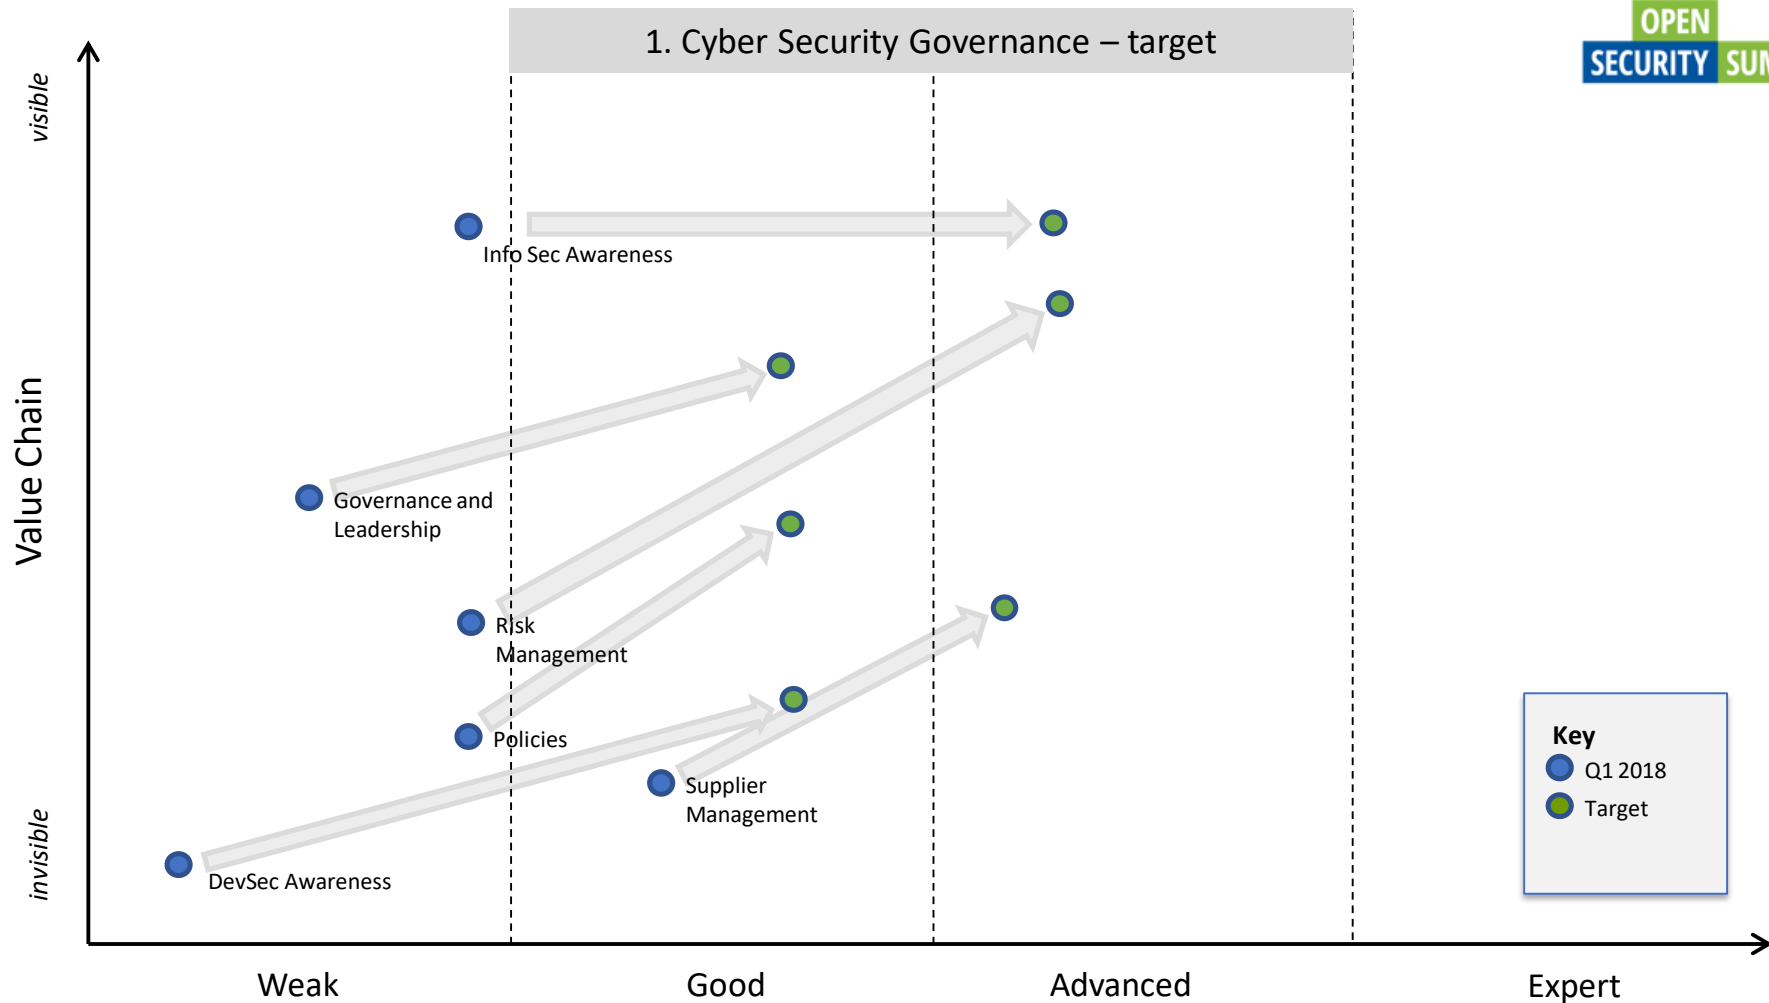 1. Cyber Security Governance – target
OPEN
SECURITY
visible
Value Chain
invisible
Info Sec Awareness
Governance and
Leadership
Risk
Management
Policies
Supplier
Management
DevSec Awareness
Key
Q1 2018
Target
Weak
Good
Advanced
Expert